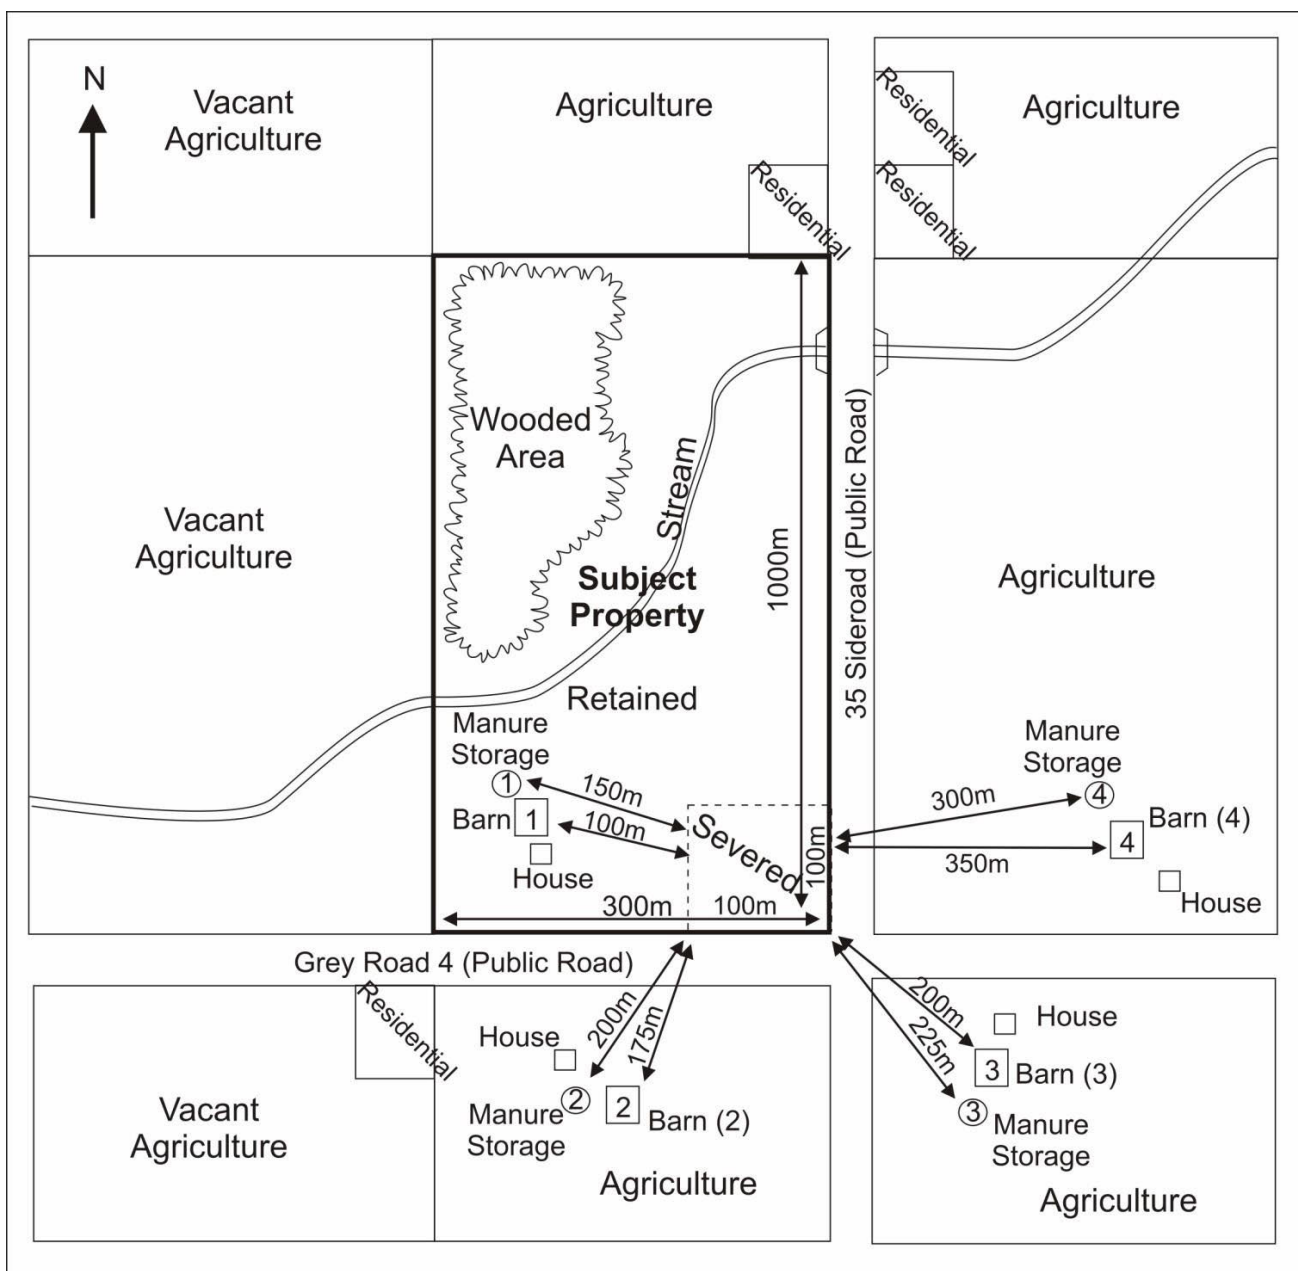 N
Vacant
Agriculture
Agriculture
Residential
Residential
Residential
Agriculture
Wooded
Area
Stream
Vacant
Agriculture
Subject
Property
1000m
35 Sideroad (Public Road)
Agriculture
Retained
Manure
Storage
1
150m
Barn
1
100m
House
Severed
100m
300m
100m
Manure
Storage
300m
4
Barn (4)
350m
4
House
Grey Road 4 (Public Road)
Residential
200m
175m
House
2
2
Manure
Storage
Barn (2)
Vacant
Agriculture
Agriculture
200m
225m
House
3
Barn (3)
3
Manure
Storage
Agriculture